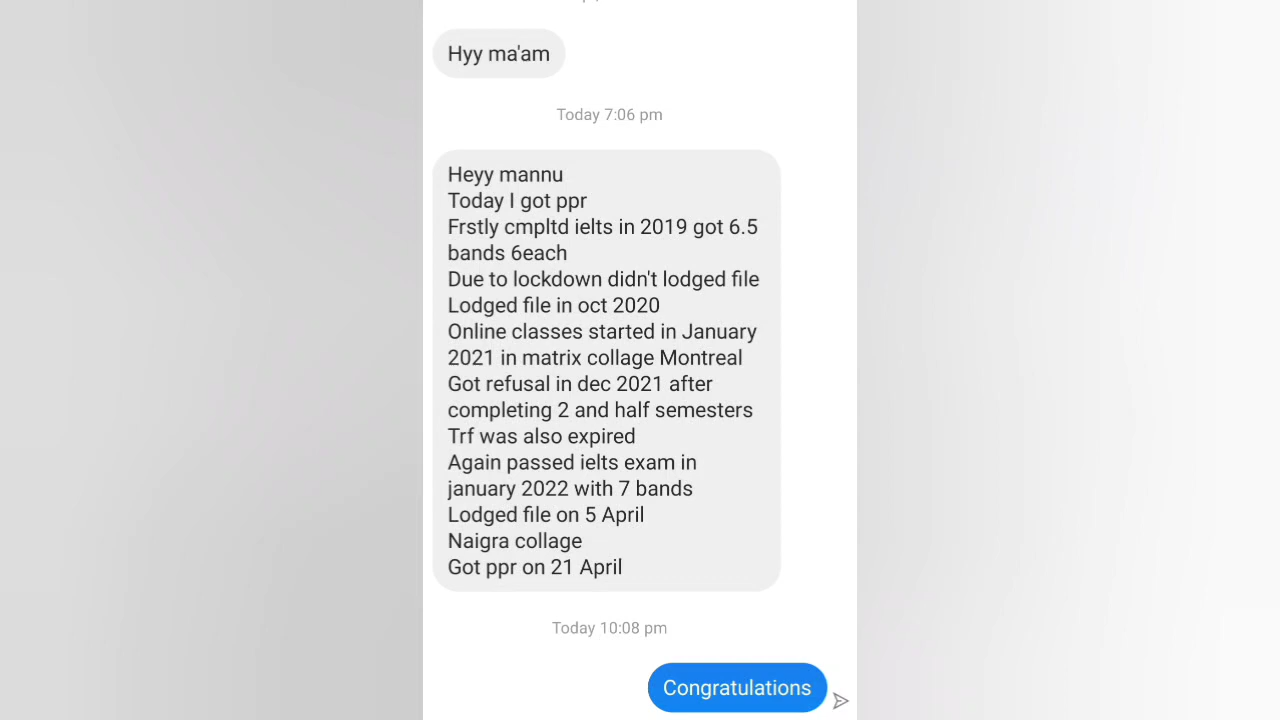 Hyy ma'am
Today 7:06 pm
Heyy mannu
Today I got ppr
Frstly cmpltd ielts in 2019 got 6.5
bands 6each
Due to lockdown didn't lodged file
Lodged file in oct 2020
Online classes started in January
2021 in matrix collage Montreal
Got refusal in dec 2021 after
completing 2 and half semesters
Trf was also expired
Again passed ielts exam in
january 2022 with 7 bands
Lodged file on 5 April
Naigra collage
Got ppr on 21 April
Today 10:08 pm
Congratulations